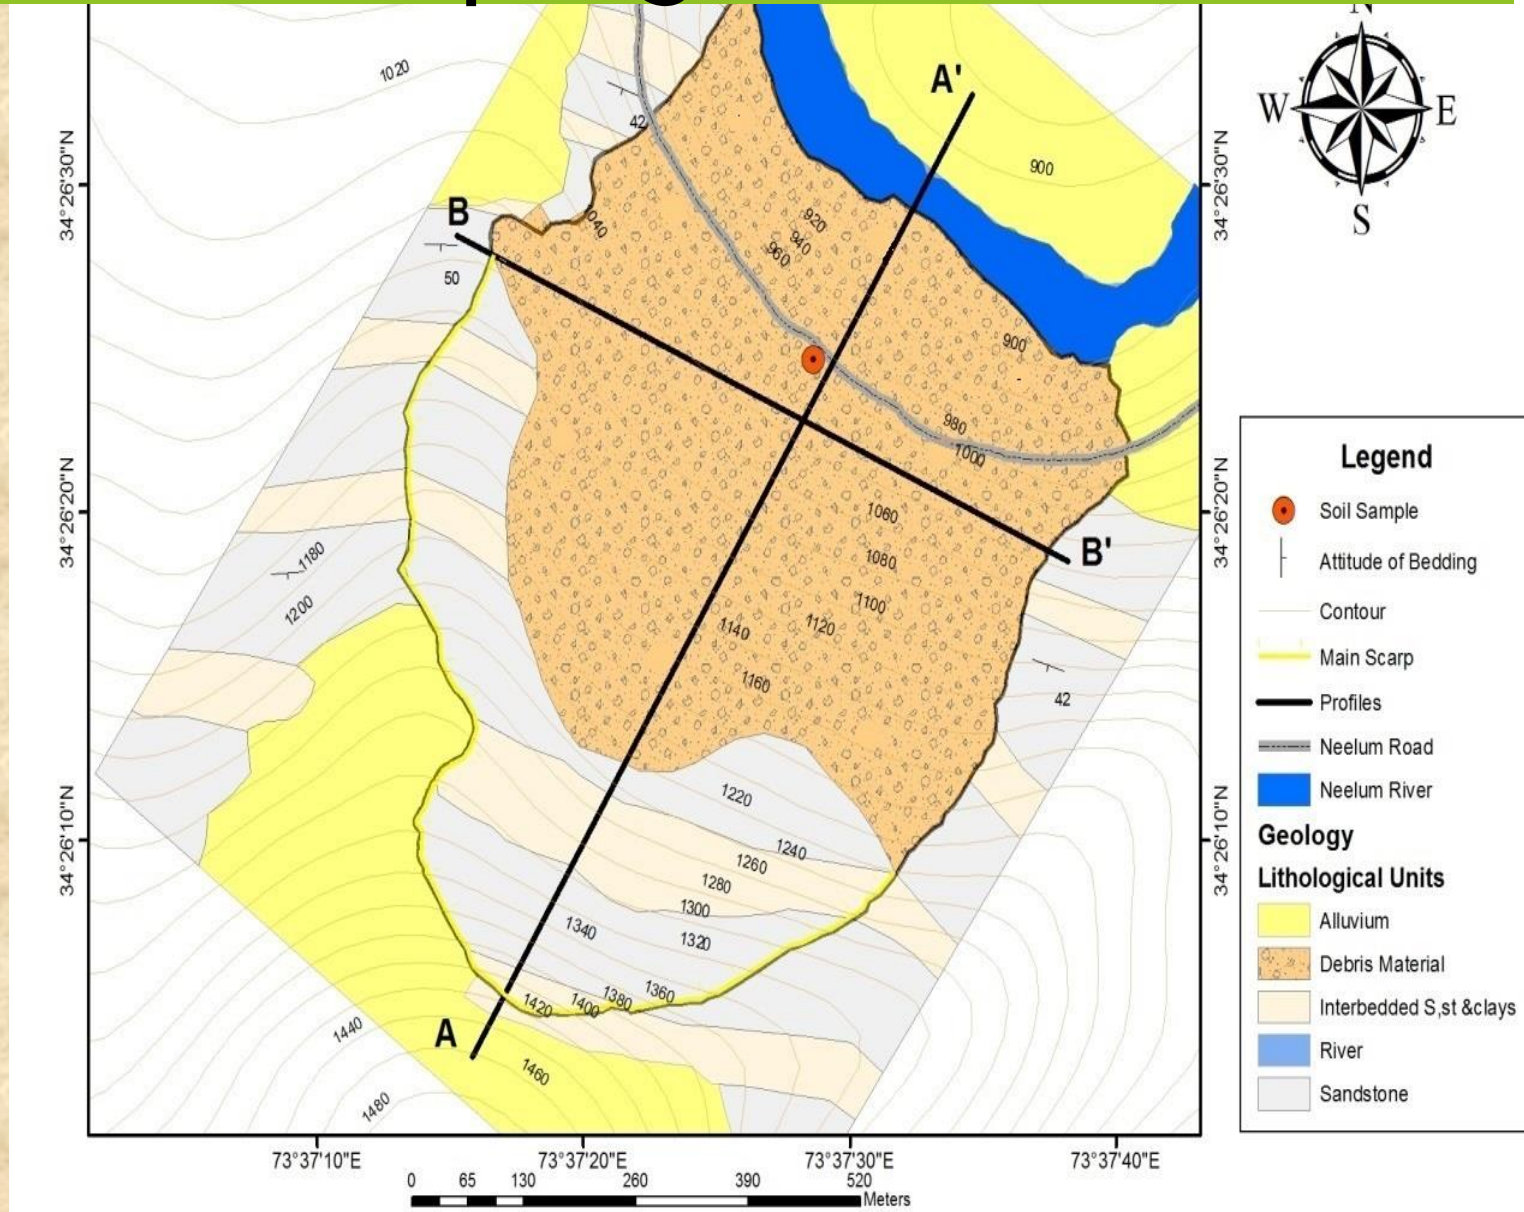 N
W E
S
1020
A'
42
900
B
1040
920
940
960
50
900
980
1000
1060
B'
1080
1180
1100
1200
1140
1120
1160
42
1220
1240
1260
1280
1300
1340
1320
1360
1380
1400
1420
A
1440
1460
1480
34°26'30"N
34°26'20"N
34°26'10"N
34°26'30"N
34°26'20"N
34°26'10"N
73°37'10"E
73°37'20"E
73°37'30"E
73°37'40"E
0 65 130 260 390 520
Meters
Legend
Soil Sample
Attitude of Bedding
Contour
Main Scarp
Profiles
Neelum Road
Neelum River
Geology
Lithological Units
Alluvium
Debris Material
Interbedded S,st &clays
River
Sandstone